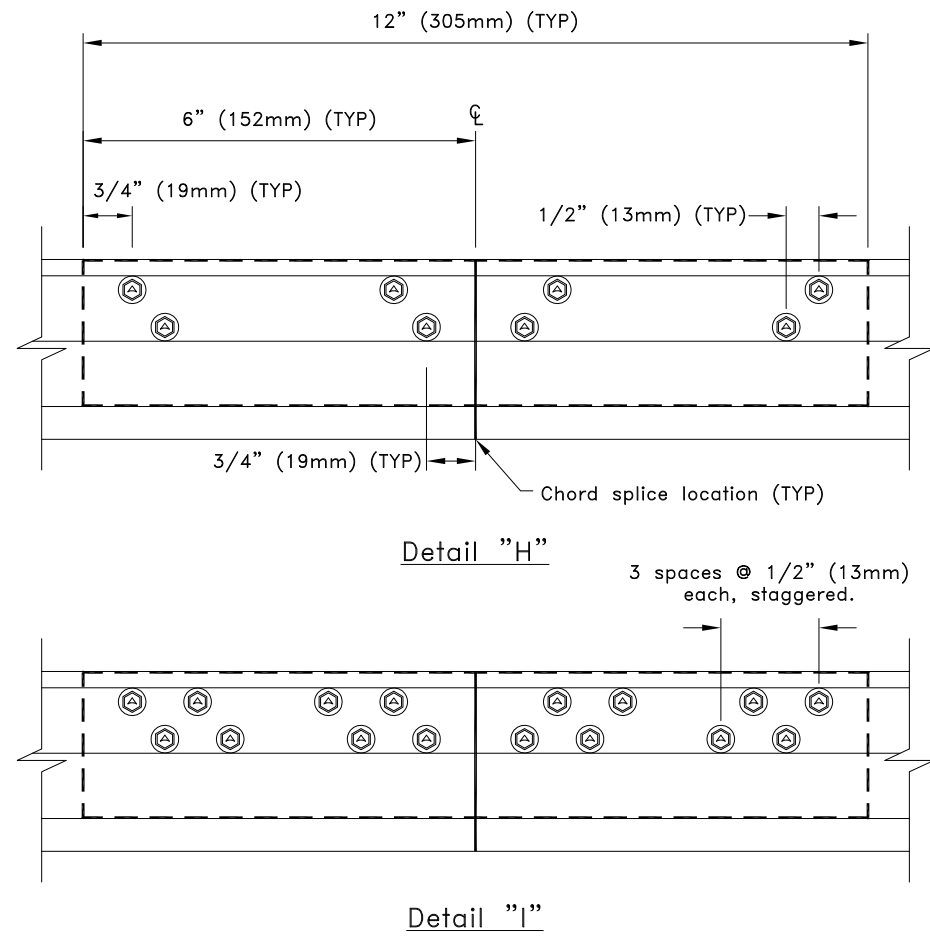 12” (305mm) (TYP)
℄
6” (152mm) (TYP)
3/4” (19mm) (TYP)
1/2” (13mm) (TYP)
3/4” (19mm) (TYP)
Chord splice location (TYP)
Detail ”H”
3 spaces @ 1/2” (13mm)
each, staggered.
Detail ”I”